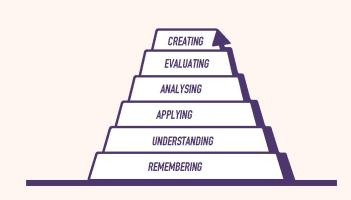 CREATING
EVALUATING
ANALYSING
APPLYING
UNDERSTANDING
REMEMBERING